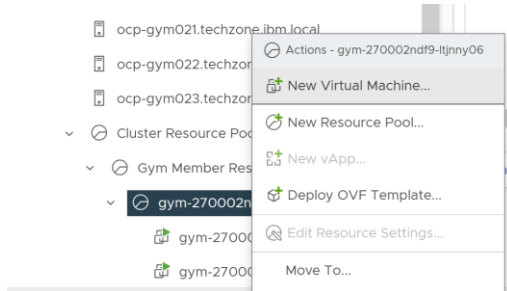 ocp-gym021.techzone.ibm.local
Actions - gym-270002ndf9-ltjnny06
ocp-gym022.techzor
New Virtual Machine...
ocp-gym023.techzor
New Resource Pool...
Cluster Resource Poo
New vApp...
Gym Member Res
Deploy OVF Template...
gym-270002n
Edit Resource Settings...
gym-2700
Move To...
gym-2700